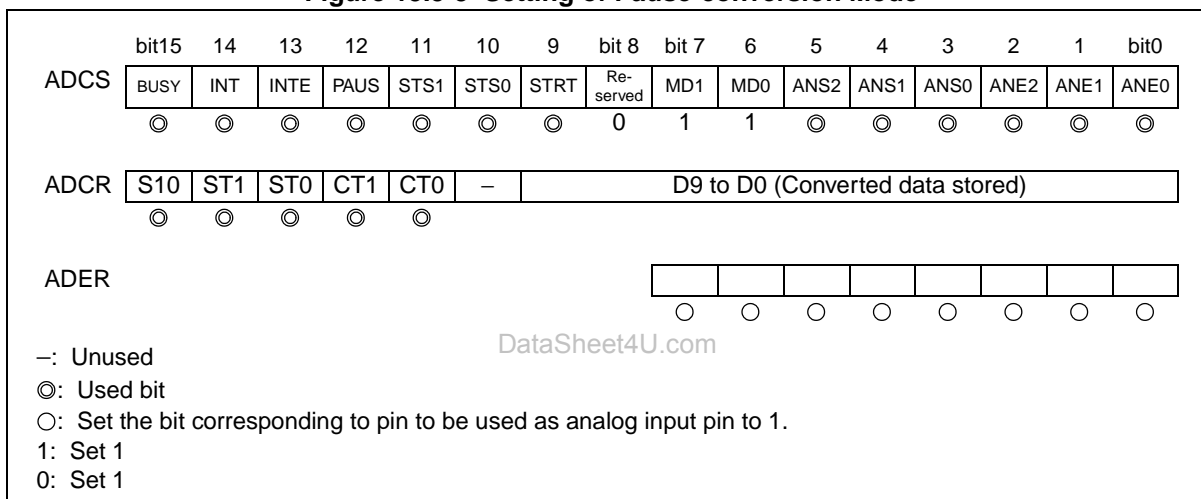 Figure 18.5-3 Setting of Pause-conversion Mode
bit15 14 13 12 11 10 9 bit 8 bit 7 6 5 4 3 2 1 bit0
ADCS BUSY INT INTE PAUS STS1 STS0 STRT Re-served MD1 MD0 ANS2 ANS1 ANS0 ANE2 ANE1 ANE0
◎ ◎ ◎ ◎ ◎ ◎ ◎ 0 1 1 ◎ ◎ ◎ ◎ ◎ ◎
ADCR S10 ST1 ST0 CT1 CT0 – D9 to D0 (Converted data stored)
◎ ◎ ◎ ◎ ◎
ADER
○ ○ ○ ○ ○ ○ ○ ○
DataSheet4U.com
–: Unused
◎: Used bit
○: Set the bit corresponding to pin to be used as analog input pin to 1.
1: Set 1
0: Set 1